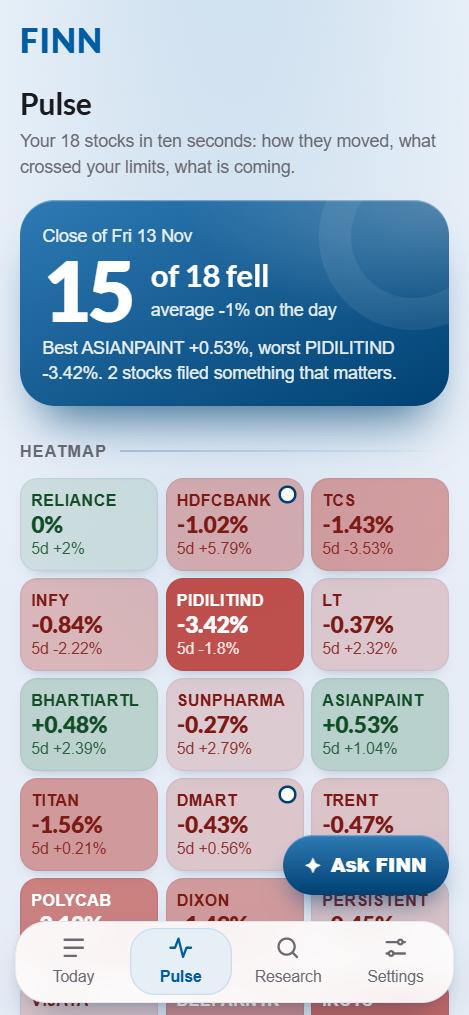 FINN
Pulse
Your 18 stocks in ten seconds: how they moved, what
crossed your limits, what is coming.
Close of Fri 13 Nov
15 of 18 fell
average -1% on the day
Best ASIANPAINT +0.53%, worst PIDILITIND
-3.42%. 2 stocks filed something that matters.
HEATMAP
RELIANCE
0%
5d +2%
HDFCBANK
-1.02%
5d +5.79%
TCS
-1.43%
5d -3.53%
INFY
-0.84%
5d -2.22%
PIDILITIND
-3.42%
5d -1.8%
LT
-0.37%
5d +2.32%
BHARTIARTL
+0.48%
5d +2.39%
SUNPHARMA
-0.27%
5d +2.79%
ASIANPAINT
+0.53%
5d +1.04%
TITAN
-1.56%
5d +0.21%
DMART
-0.43%
5d +0.56%
TRENT
-0.47%
Ask FINN
POLYCAB
DIXON
PERSISTENT
Today
Pulse
Research
Settings